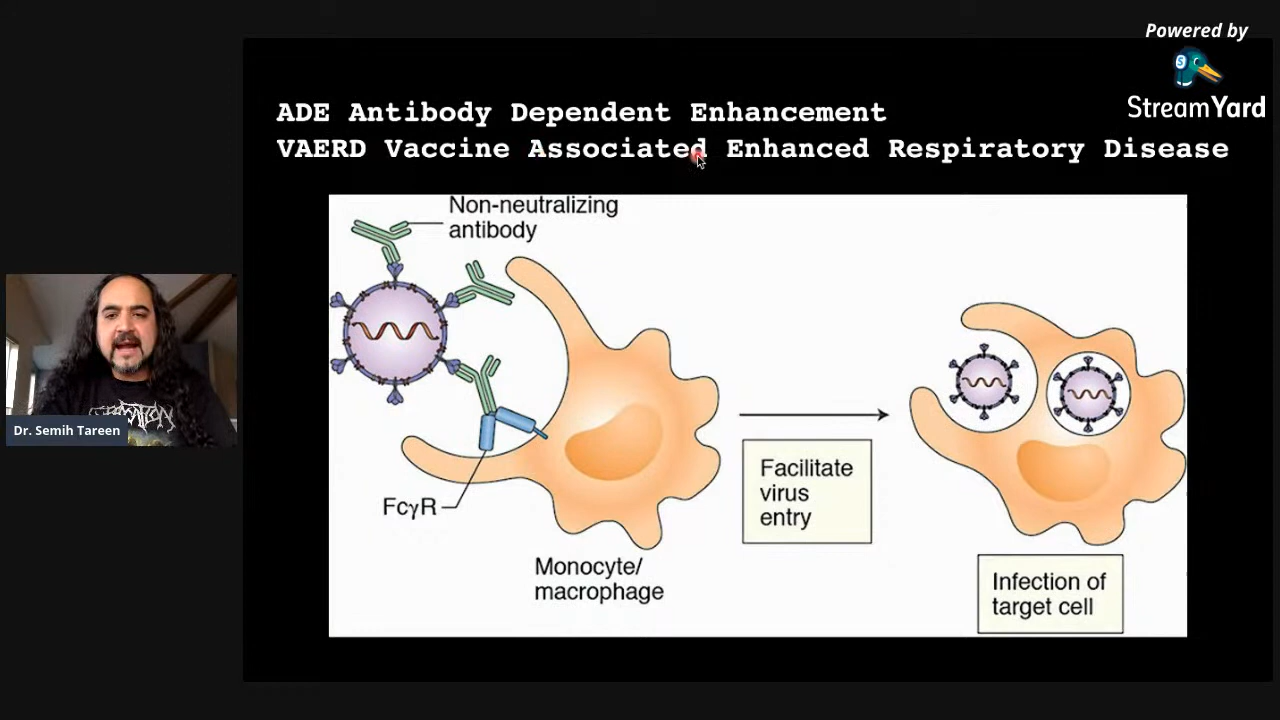 Powered by
StreamYard
ADE Antibody Dependent Enhancement
VAERD Vaccine Associated Enhanced Respiratory Disease
Non-neutralizing
antibody
FcγR
Monocyte/
macrophage
Facilitate
virus
entry
Infection of
target cell
Dr. Semih Tareen